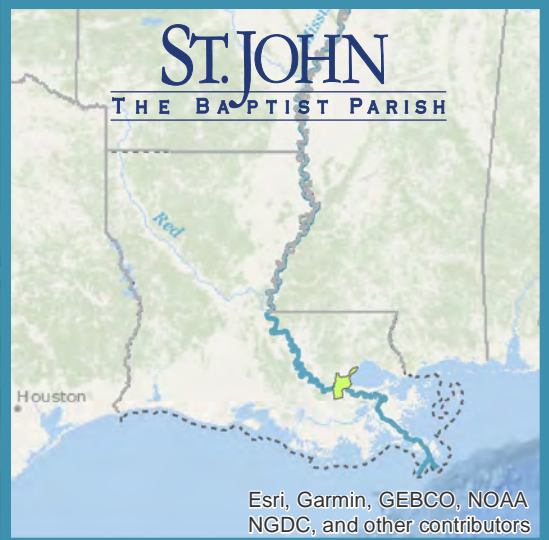 ST. JOHN
THE BAPTIST PARISH
Red
Houston
Esri, Garmin, GEBCO, NOAA
NGDC, and other contributors